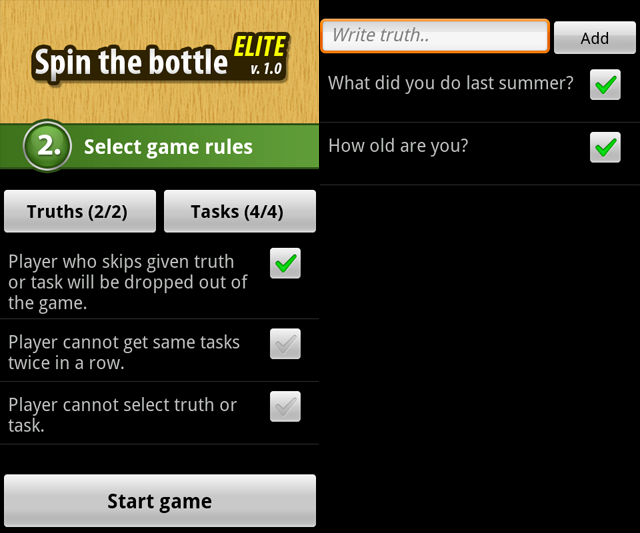 Spin the bottle ELITE
v. 1.0
2. Select game rules
Truths (2/2) Tasks (4/4)
Player who skips given truth
or task will be dropped out of
the game.
Player cannot get same tasks
twice in a row.
Player cannot select truth or
task.
Start game
Write truth.. Add
What did you do last summer?
How old are you?